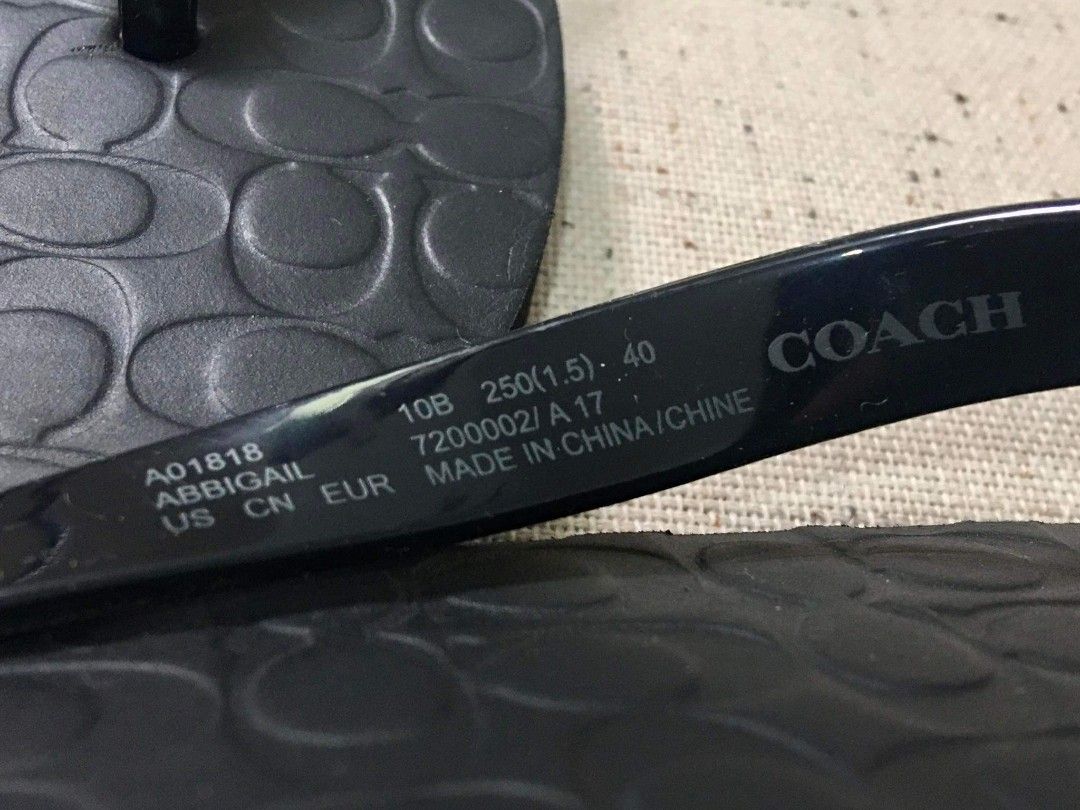 COACH
A01818 10B 250(1.5) 40
ABBIGAIL 7200002/A 17
US CN EUR MADE IN CHINA/CHINE